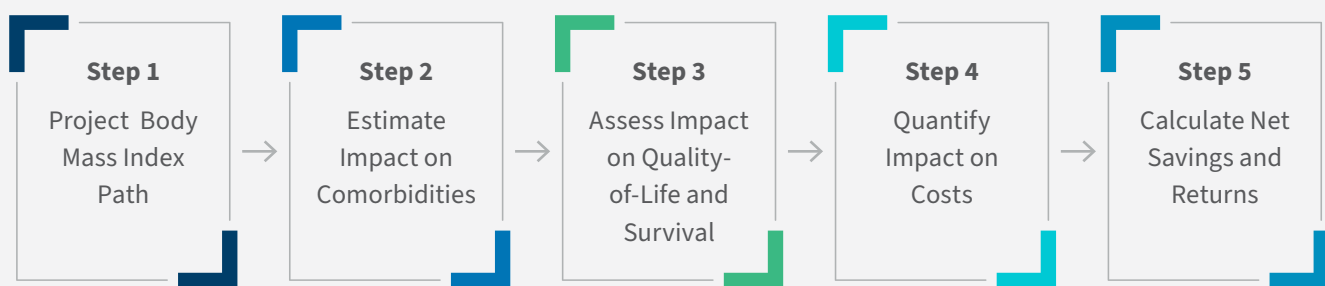 Step 1
Project Body
Mass Index
Path
Step 2
Estimate
Impact on
Comorbidities
Step 3
Assess Impact
on Quality-
of-Life and
Survival
Step 4
Quantify
Impact on
Costs
Step 5
Calculate Net
Savings and
Returns